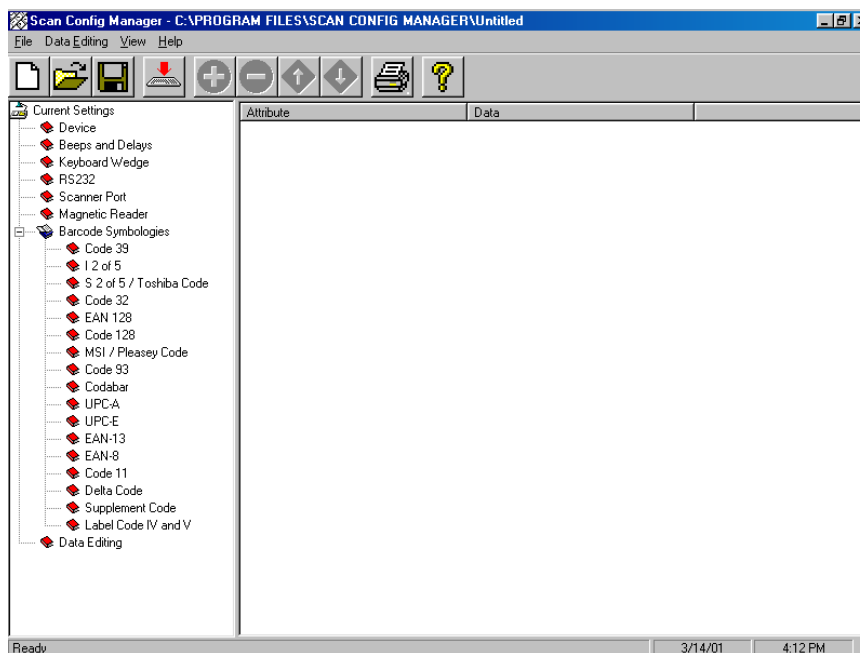 Scan Config Manager - C:\PROGRAM FILES\SCAN CONFIG MANAGER\Untitled
File Data Editing View Help
Current Settings
Attribute Data
Device
Beeps and Delays
Keyboard Wedge
RS232
Scanner Port
Magnetic Reader
Barcode Symbologies
Code 39
I 2 of 5
S 2 of 5 / Toshiba Code
Code 32
EAN 128
Code 128
MSI / Pleasey Code
Code 93
Codabar
UPC-A
UPC-E
EAN-13
EAN-8
Code 11
Delta Code
Supplement Code
Label Code IV and V
Data Editing
Ready 3/14/01 4:12 PM